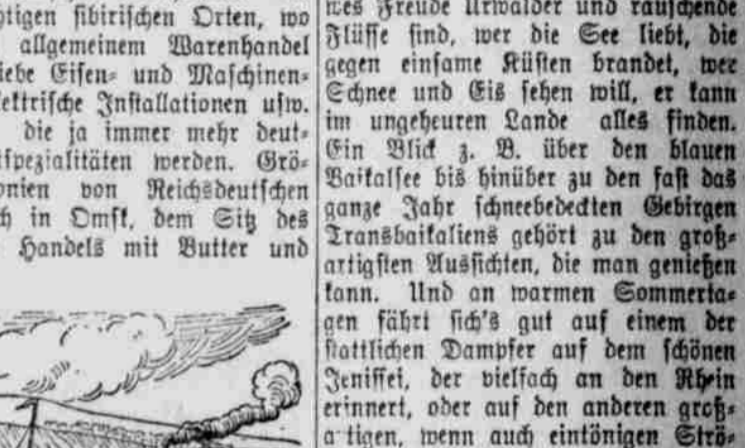 htigen sibirischen Orten, wo
allgemeinem Warenhandel
iebe Eisen- und Maschinen-
ektrische Installationen usw.
die ja immer mehr deut-
tspezialitäten werden. Grö-
onien von Reichsdeutschen
ch in Omsk, dem Sitz des
Handels mit Butter und
wes Freude Urwälder und rauschende
Flüsse sind, wer die See liebt, die
gegen einsame Küsten brandet, wer
Schnee und Eis sehen will, er kann
im ungeheuren Lande alles finden.
Ein Blick z. B. über den blauen
Baikalsee bis hinüber zu den fast das
ganze Jahr schneebedeckten Gebirgen
Transbaikaliens gehört zu den groß-
artigsten Aussichten, die man genießen
kann. Und an warmen Sommerta-
gen fährt sich's gut auf einem der
stattlichen Dampfer auf dem schönen
Jenissei, der vielfach an den Rhein
erinnert, oder auf den anderen groß-
artigen, wenn auch eintönigen Strö-